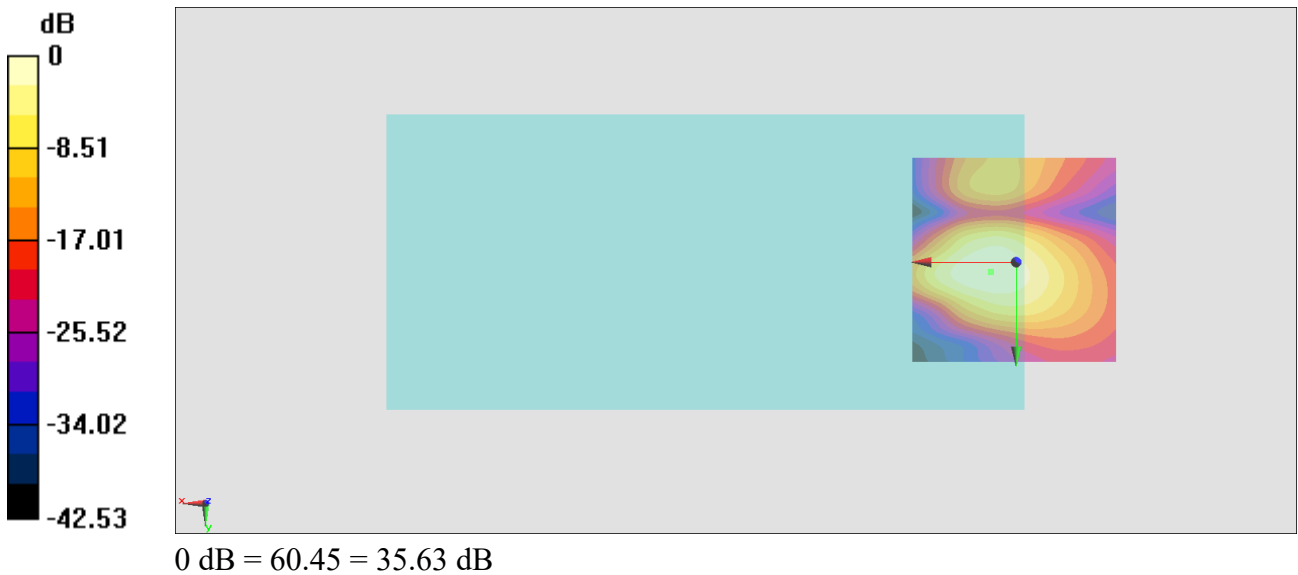 dB
0
-8.51
-17.01
-25.52
-34.02
-42.53
x
z
y
0 dB = 60.45 = 35.63 dB